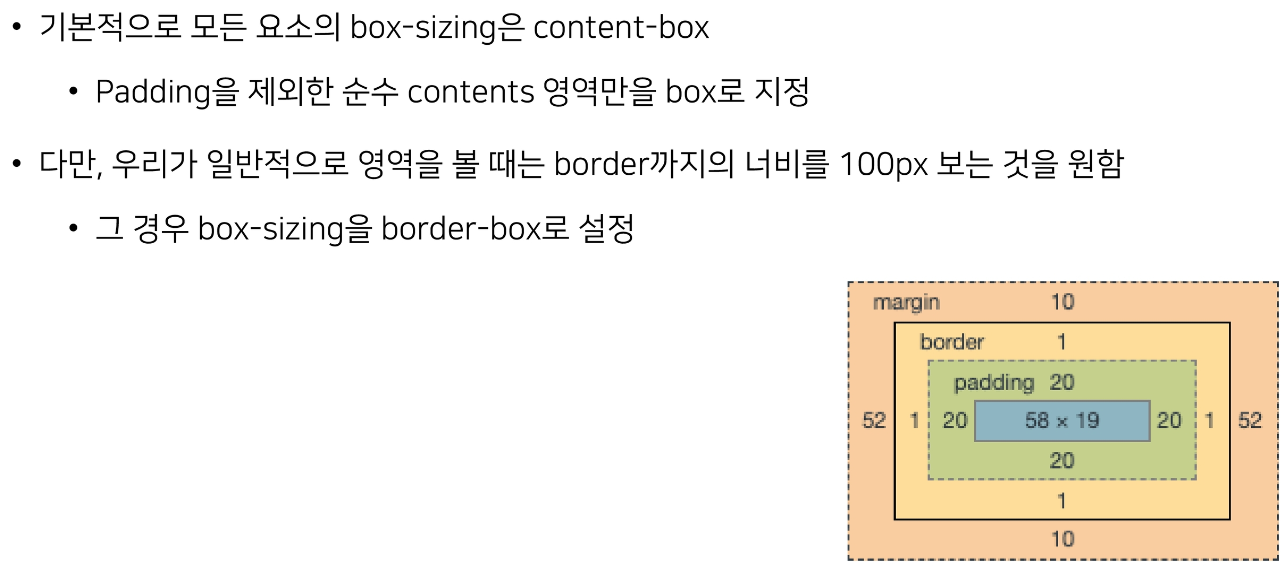 • 기본적으로 모든 요소의 box-sizing은 content-box
• Padding을 제외한 순수 contents 영역만을 box로 지정
• 다만, 우리가 일반적으로 영역을 볼 때는 border까지의 너비를 100px 보는 것을 원함
• 그 경우 box-sizing을 border-box로 설정
margin 10
border 1
padding 20
52 1 20 58 × 19 20 1 52
20
1
10